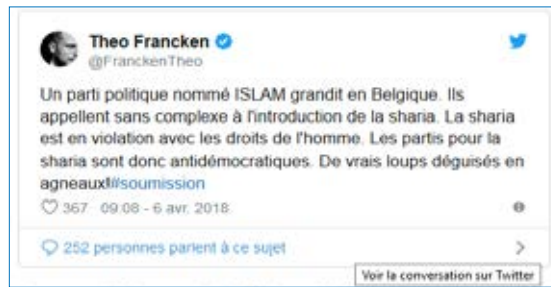 Theo Francken
@FranckenTheo
Un parti politique nommé ISLAM grandit en Belgique. Ils
appellent sans complexe à l'introduction de la sharia. La sharia
est en violation avec les droits de l'homme. Les partis pour la
sharia sont donc antidémocratiques. De vrais loups déguisés en
agneaux!#soumission
367 09:08 - 6 avr. 2018
252 personnes parlent à ce sujet
Voir la conversation sur Twitter